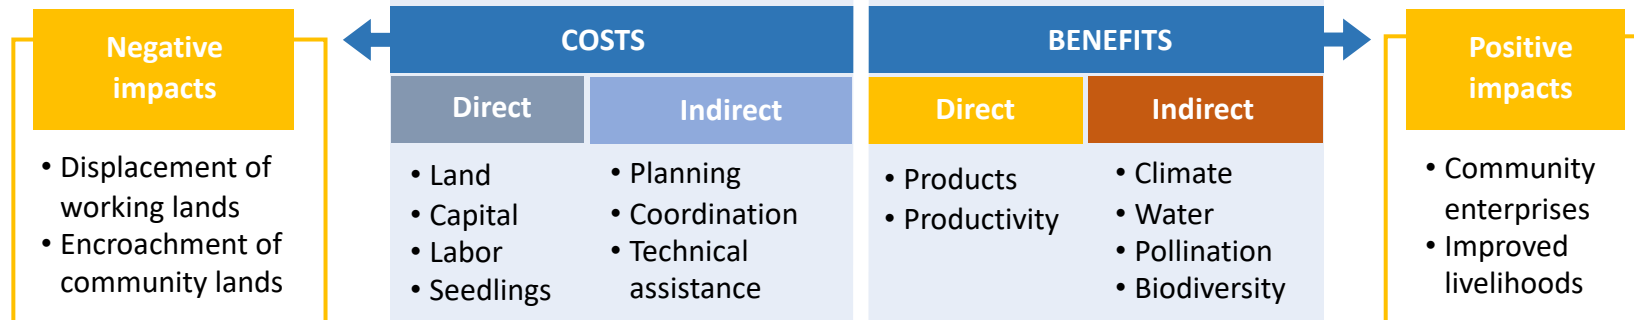 Negative
impacts
• Displacement of
working lands
• Encroachment of
community lands
COSTS
Direct
• Land
• Capital
• Labor
• Seedlings
Indirect
• Planning
• Coordination
• Technical
assistance
BENEFITS
Direct
• Products
• Productivity
Indirect
• Climate
• Water
• Pollination
• Biodiversity
Positive
impacts
• Community
enterprises
• Improved
livelihoods